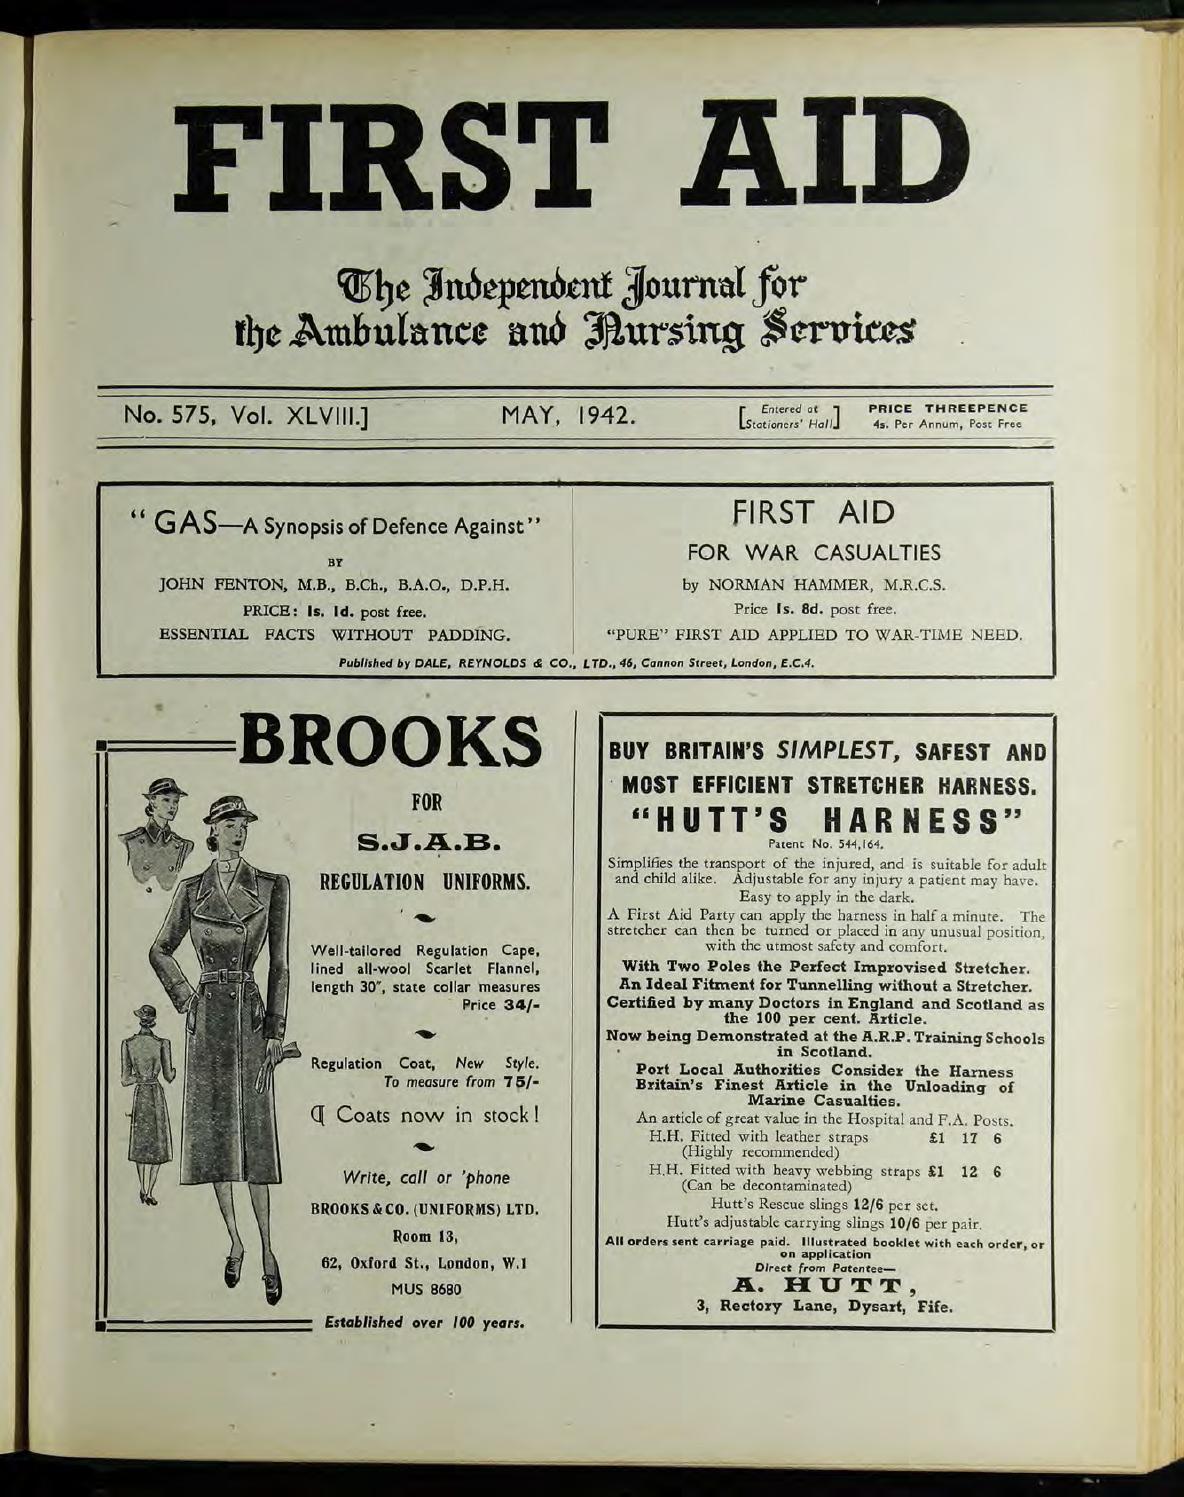 FIRST AID
The Independent Journal for
the Ambulance and Nursing Services
No. 575, Vol. XLVIII.] MAY, 1942. [Entered at Stationers' Hall] PRICE THREEPENCE
4s. Per Annum, Post Free
"GAS—A Synopsis of Defence Against"
BY
JOHN FENTON, M.B., B.Ch., B.A.O., D.P.H.
PRICE: 1s. 1d. post free.
ESSENTIAL FACTS WITHOUT PADDING.
FIRST AID
FOR WAR CASUALTIES
by NORMAN HAMMER, M.R.C.S.
Price 1s. 8d. post free.
"PURE" FIRST AID APPLIED TO WAR-TIME NEED.
Published by DALE, REYNOLDS & CO., LTD., 46, Cannon Street, London, E.C.4.
BROOKS
FOR
S.J.A.B.
REGULATION UNIFORMS.
Well-tailored Regulation Cape,
lined all-wool Scarlet Flannel,
length 30", state collar measures
Price 34/-
Regulation Coat, New Style.
To measure from 75/-
¶ Coats now in stock!
Write, call or 'phone
BROOKS & CO. (UNIFORMS) LTD.
Room 13,
62, Oxford St., London, W.1
MUS 8680
Established over 100 years.
BUY BRITAIN'S SIMPLEST, SAFEST AND
MOST EFFICIENT STRETCHER HARNESS.
"HUTT'S HARNESS"
Patent No. 544,164.
Simplifies the transport of the injured, and is suitable for adult
and child alike. Adjustable for any injury a patient may have.
Easy to apply in the dark.
A First Aid Party can apply the harness in half a minute. The
stretcher can then be turned or placed in any unusual position,
with the utmost safety and comfort.
With Two Poles the Perfect Improvised Stretcher.
An Ideal Fitment for Tunnelling without a Stretcher.
Certified by many Doctors in England and Scotland as
the 100 per cent. Article.
Now being Demonstrated at the A.R.P. Training Schools
in Scotland.
Port Local Authorities Consider the Harness
Britain's Finest Article in the Unloading of
Marine Casualties.
An article of great value in the Hospital and F.A. Posts.
H.H. Fitted with leather straps £1 17 6
(Highly recommended)
H.H. Fitted with heavy webbing straps £1 12 6
(Can be decontaminated)
Hutt's Rescue slings 12/6 per set.
Hutt's adjustable carrying slings 10/6 per pair.
All orders sent carriage paid. Illustrated booklet with each order, or
on application
Direct from Patentee—
A. HUTT,
3, Rectory Lane, Dysart, Fife.